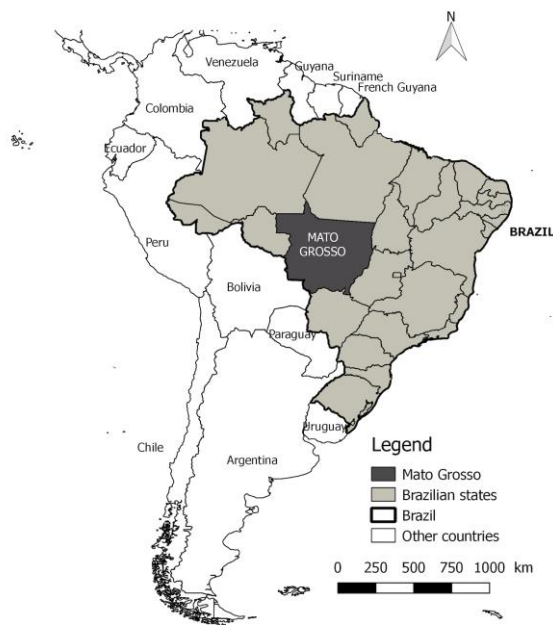 N
Venezuela
Guyana
Suriname
French Guyana
Colombia
Ecuador
BRAZIL
MATO
GROSSO
Peru
Bolivia
Paraguay
Uruguay
Chile
Argentina
Legend
Mato Grosso
Brazilian states
Brazil
Other countries
0 250 500 750 1000 km